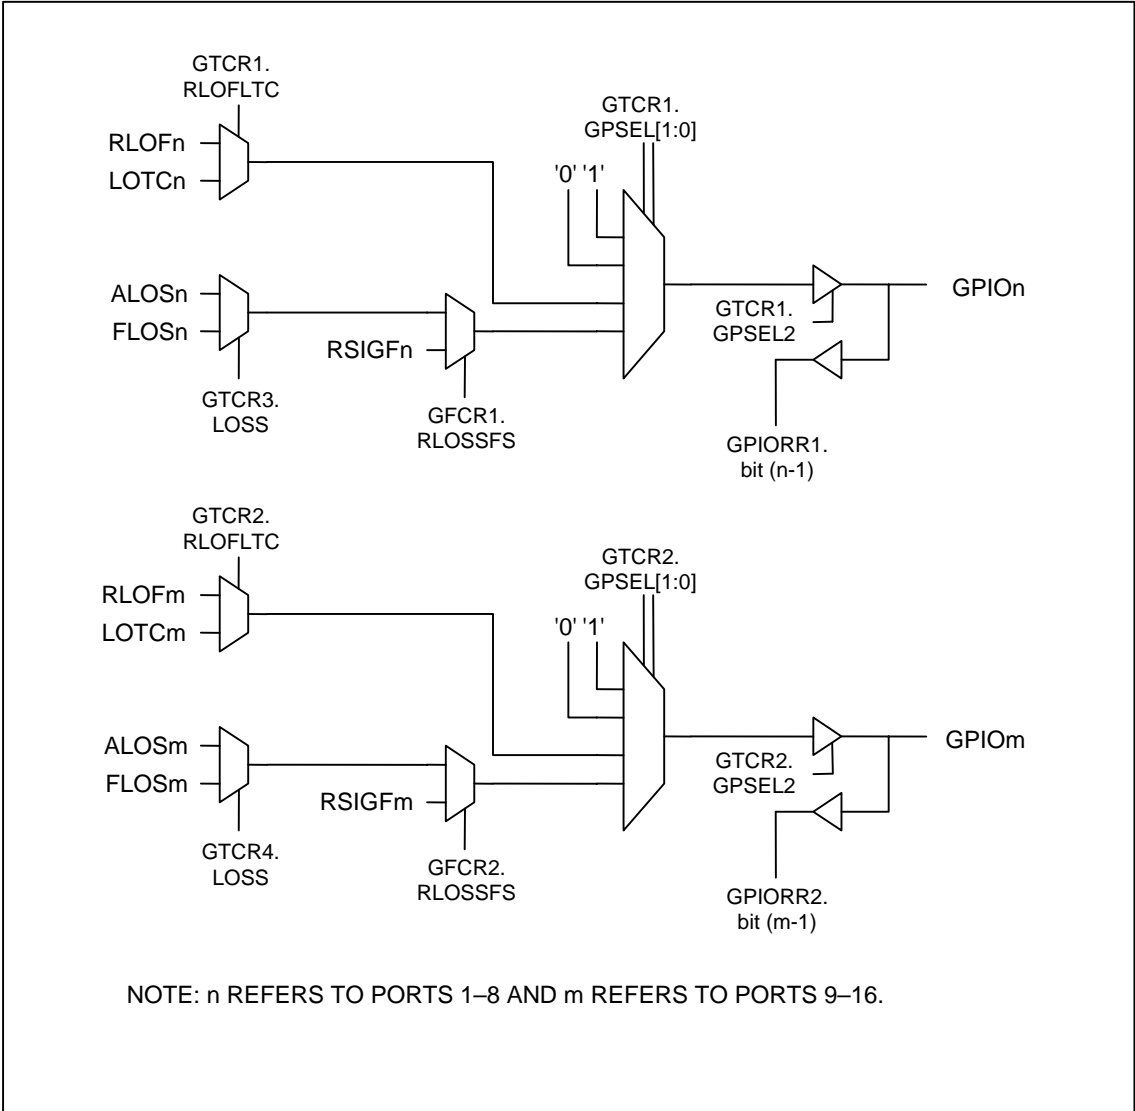 GTCR1.
RLOFLTC
RLOFn
LOTCn
GTCR1.
GPSEL[1:0]
'0' '1'
ALOSn
FLOSn
RSIGFn
GTCR3.
LOSS
GFCR1.
RLOSSFS
GTCR1.
GPSEL2
GPIOn
GPIORR1.
bit (n-1)
GTCR2.
RLOFLTC
RLOFm
LOTCm
GTCR2.
GPSEL[1:0]
'0' '1'
ALOSm
FLOSm
RSIGFm
GTCR4.
LOSS
GFCR2.
RLOSSFS
GTCR2.
GPSEL2
GPIOm
GPIORR2.
bit (m-1)
NOTE: n REFERS TO PORTS 1–8 AND m REFERS TO PORTS 9–16.